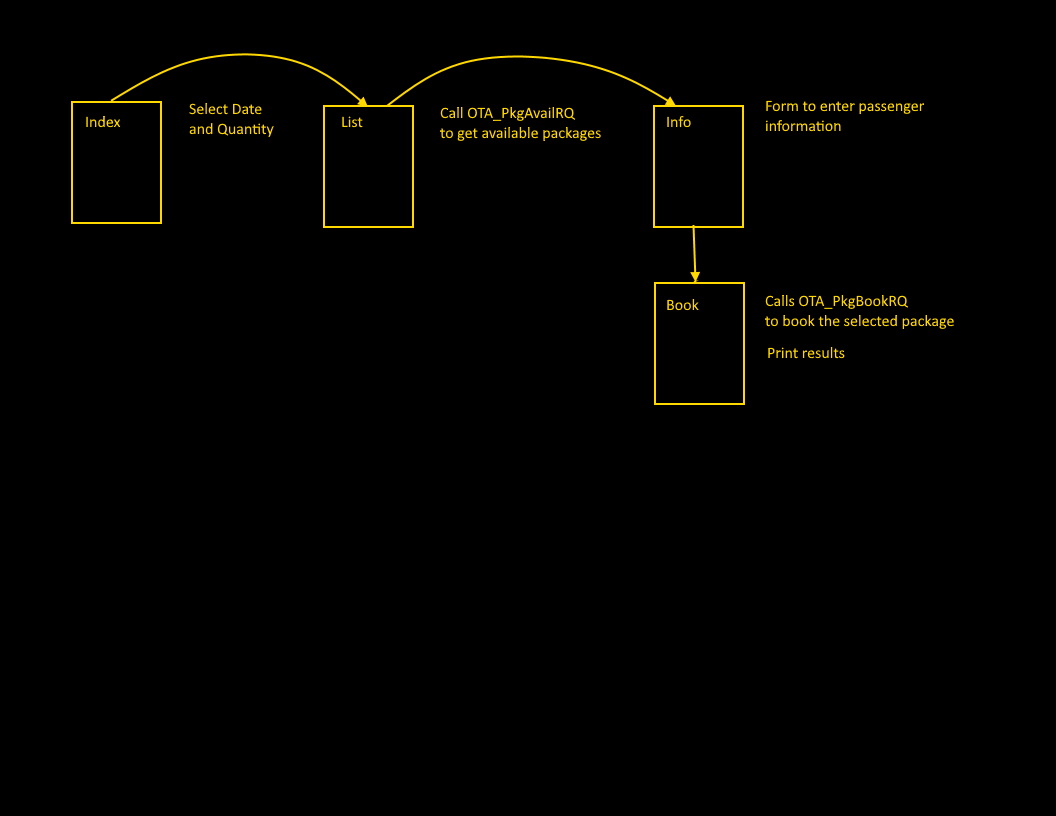 Index
Select Date
and Quantity
List
Call OTA_PkgAvailRQ
to get available packages
Info
Form to enter passenger
information
Book
Calls OTA_PkgBookRQ
to book the selected package
Print results